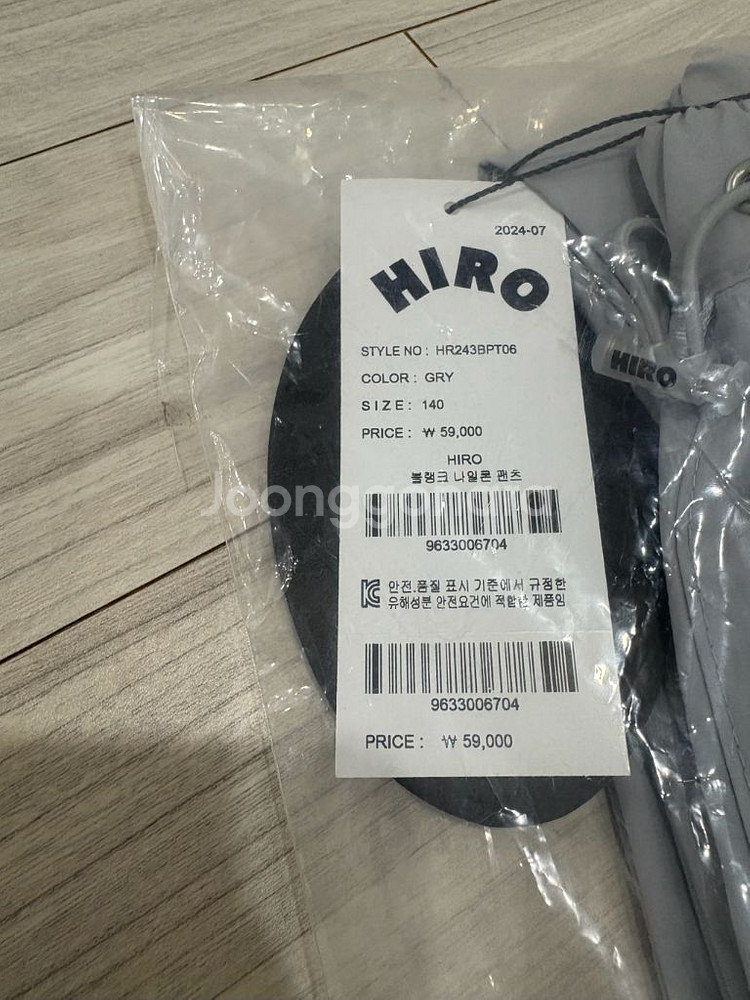 2024-07
HIRO
STYLE NO : HR243BPT06
COLOR : GRY
SIZE : 140
PRICE : ₩ 59,000
HIRO
볼랭크 나일론 팬츠
9633006704
안전.품질 표시 기준에서 규정한
유해성분 안전요건에 적합한 제품임
9633006704
PRICE : ₩ 59,000
HIRO
Joonggonara